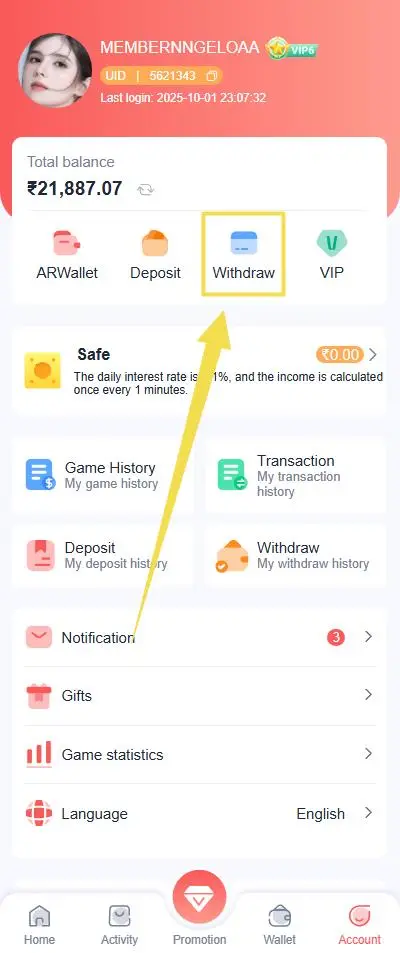 MEMBERNNGELOAA VIP6
UID | 5621343
Last login: 2025-10-01 23:07:32
Total balance
₹21,887.07
ARWallet Deposit Withdraw VIP
Safe ₹0.00
The daily interest rate is 1%, and the income is calculated
once every 1 minutes.
Game History
My game history
Transaction
My transaction
history
Deposit
My deposit history
Withdraw
My withdraw history
Notification 3
Gifts
Game statistics
Language English
Home Activity Promotion Wallet Account